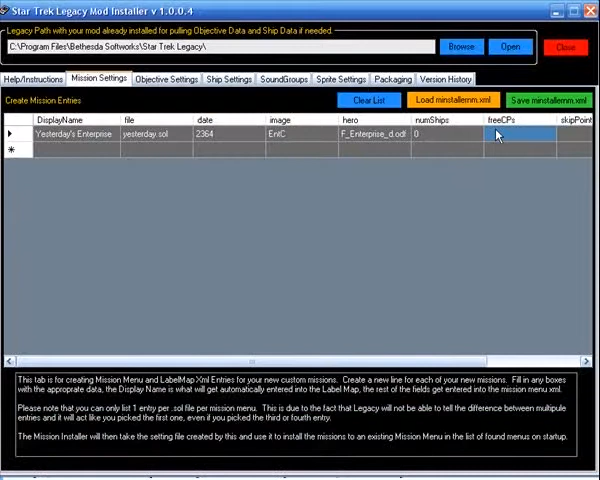 Star Trek Legacy Mod Installer v 1.0.0.4
Legacy Path with your mod already installed for pulling Objective Data and Ship Data if needed.
C:\Program Files\Bethesda Softworks\Star Trek Legacy\
Browse
Open
Close
Help/Instructions
Mission Settings
Objective Settings
Ship Settings
SoundGroups
Sprite Settings
Packaging
Version History
Create Mission Entries
Clear List
Load minstallernm.xml
Save minstallernm.xml
DisplayName file date image hero numShips freeCPs skipPoint
Yesterday's Enterprise yesterday.sol 2364 EntC F_Enterprise_d.odf 0
This tab is for creating Mission Menu and LabelMap Xml Entries for your new custom missions. Create a new line for each of your new missions. Fill in any boxes
with the approprate data, the Display Name is what will get automatically entered into the Label Map, the rest of the fields get entered into the mission menu xml.
Please note that you can only list 1 entry per .sol file per mission menu. This is due to the fact that Legacy will not be able to tell the difference between multipule
entries and it will act like you picked the first one, even if you picked the third or fourth entry.
The Mission Installer will then take the setting file created by this and use it to install the missions to an existing Mission Menu in the list of found menus on startup.